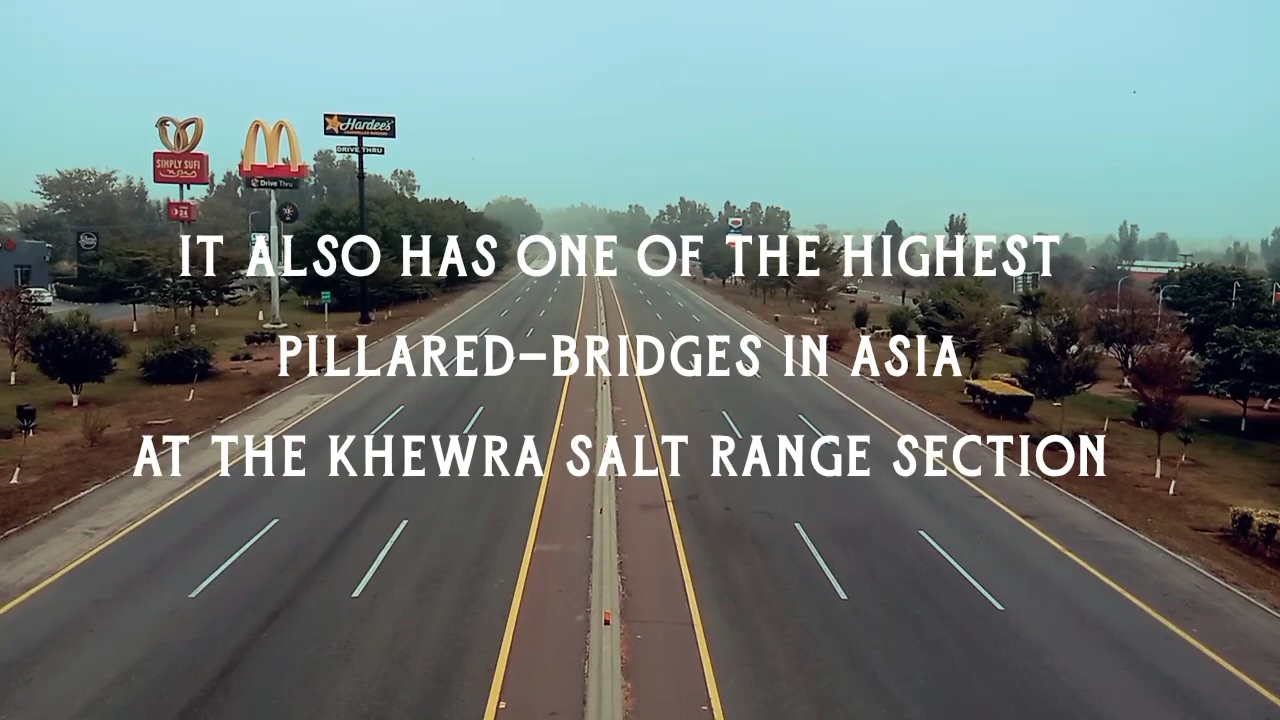 Hardee's
DRIVE THRU
SIMPLY SUFI
Drive Thru
24
IT ALSO HAS ONE OF THE HIGHEST
PILLARED-BRIDGES IN ASIA
AT THE KHEWRA SALT RANGE SECTION